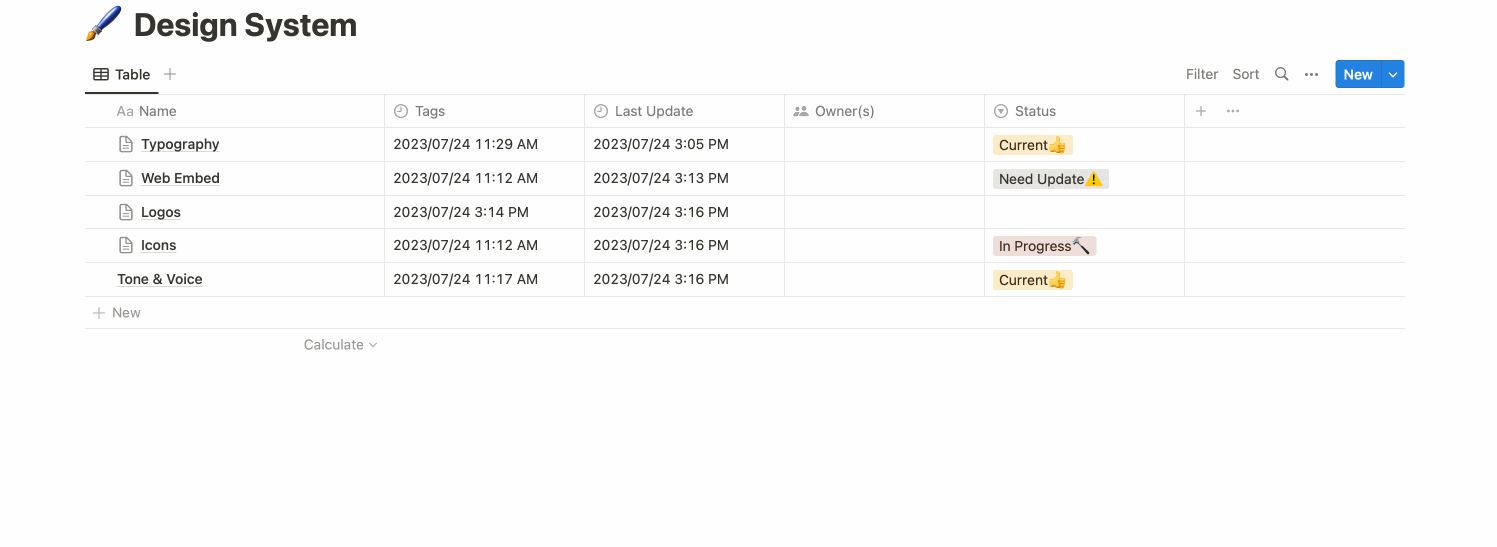 🖌️ Design System
Table
Filter Sort ··· New
Aa Name Tags Last Update Owner(s) Status + ···
Typography 2023/07/24 11:29 AM 2023/07/24 3:05 PM Current👍
Web Embed 2023/07/24 11:12 AM 2023/07/24 3:13 PM Need Update⚠️
Logos 2023/07/24 3:14 PM 2023/07/24 3:16 PM
Icons 2023/07/24 11:12 AM 2023/07/24 3:16 PM In Progress🔨
Tone & Voice 2023/07/24 11:17 AM 2023/07/24 3:16 PM Current👍
+ New
Calculate